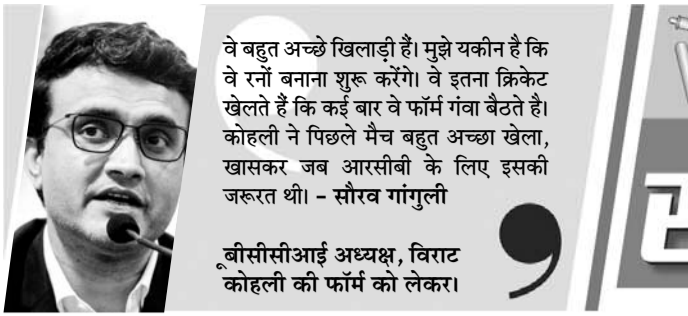 वे बहुत अच्छे खिलाड़ी हैं। मुझे यकीन है कि
वे रनों बनाना शुरू करेंगे। वे इतना क्रिकेट
खेलते हैं कि कई बार वे फॉर्म गंवा बैठते है।
कोहली ने पिछले मैच बहुत अच्छा खेला,
खासकर जब आरसीबी के लिए इसकी
जरूरत थी। – सौरव गांगुली
बीसीसीआई अध्यक्ष, विराट
कोहली की फॉर्म को लेकर।